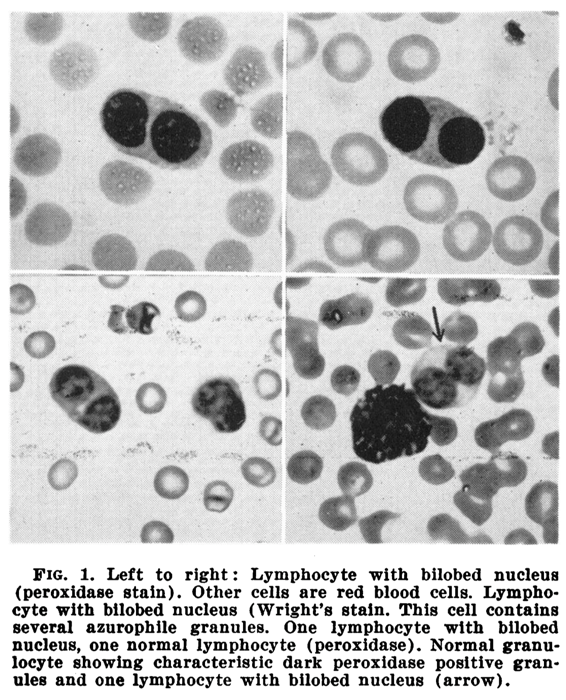 FIG. 1. Left to right: Lymphocyte with bilobed nucleus
(peroxidase stain). Other cells are red blood cells. Lympho-
cyte with bilobed nucleus (Wright's stain. This cell contains
several azurophile granules. One lymphocyte with bilobed
nucleus, one normal lymphocyte (peroxidase). Normal granu-
locyte showing characteristic dark peroxidase positive gran-
ules and one lymphocyte with bilobed nucleus (arrow).